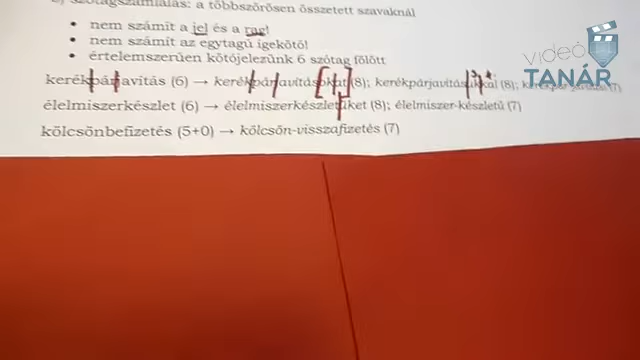 szótagszámlálás: a többszörösen összetett szavaknál
• nem számít a jel és a rag!
• nem számít az egytagú igekötő!
• értelemszerűen kötőjelezünk 6 szótag fölött
kerékpárjavítás (6) → kerékpárjavításokat (8); kerékpárjavításukkal (8);
élelmiszerkészlet (6) → élelmiszerkészletüket (8); élelmiszer-készletű (7)
kölcsönbefizetés (5+0) → kölcsön-visszafizetés (7)
videó
TANÁR